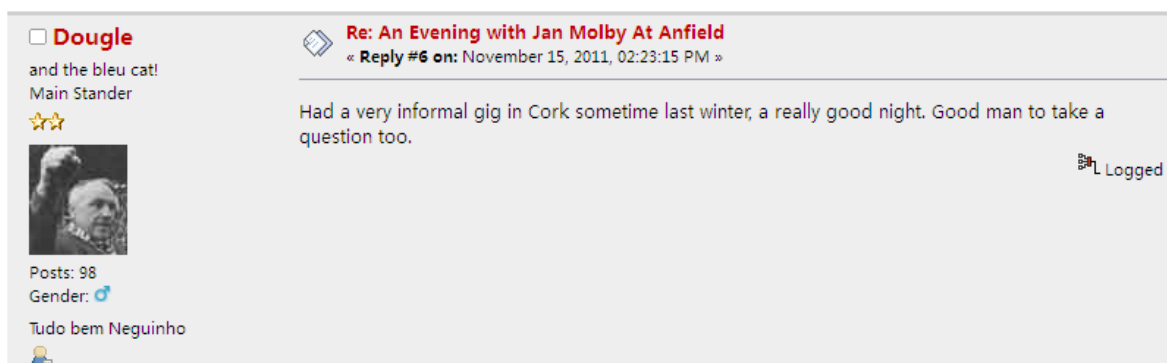 Dougle
and the bleu cat!
Main Stander
Posts: 98
Gender:
Tudo bem Neguinho
Re: An Evening with Jan Molby At Anfield
« Reply #6 on: November 15, 2011, 02:23:15 PM »
Had a very informal gig in Cork sometime last winter, a really good night. Good man to take a
question too.
Logged